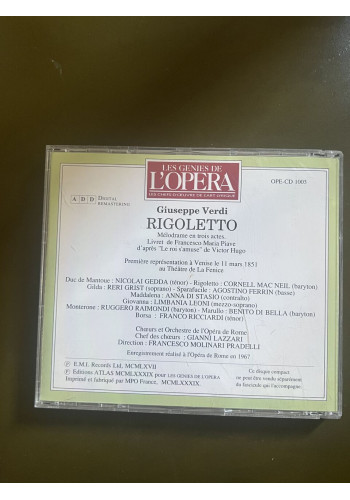 LES GENIES DE
L'OPERA
LES CHEFS-D'ŒUVRE DE L'ART LYRIQUE
OPE-CD 1005
A D D DIGITAL
REMASTERING
Giuseppe Verdi
RIGOLETTO
Mélodrame en trois actes.
Livret de Francesco Maria Piave
d'après "Le roi s'amuse" de Victor Hugo
Première représentation à Venise le 11 mars 1851
au Théâtre de La Fenice
Duc de Mantoue : NICOLAI GEDDA (ténor) - Rigoletto : CORNELL MAC NEIL (baryton)
Gilda : RERI GRIST (soprano) - Sparafucile : AGOSTINO FERRIN (basse)
Maddalena : ANNA DI STASIO (contralto)
Giovanna : LIMBANIA LEONI (mezzo-soprano)
Monterone : RUGGERO RAIMONDI (baryton) - Marullo : BENITO DI BELLA (baryton)
Borsa : FRANCO RICCIARDI (ténor)
Chœurs et Orchestre de l'Opéra de Rome
Chef des chœurs : GIANNI LAZZARI
Direction : FRANCESCO MOLINARI PRADELLI
Enregistrement réalisé à l'Opéra de Rome en 1967
℗ E.M.I. Records Ltd, MCMLXVII
℗ Editions ATLAS MCMLXXXIX pour LES GENIES DE L'OPERA
Imprimé et fabriqué par MPO France, MCMLXXXIX.
Ce disque compact
ne peut être vendu séparément
du fascicule qui l'accompagne.